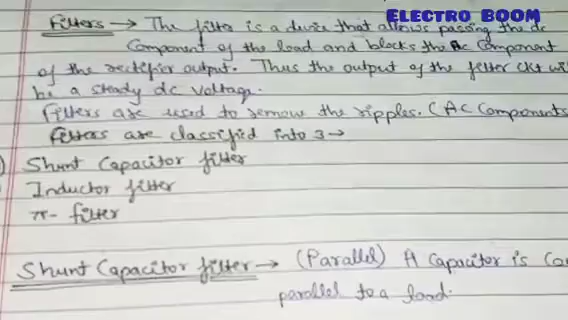 ELECTRO BOOM
Filters → The filter is a device that allows passing the dc
Component of the load and blocks the Ac Component
of the rectifier output. Thus the output of the filter ckt
be a steady dc voltage.
Filters are used to remove the ripples. (AC Components
Filters are classified into 3 →
) Shunt Capacitor filter
Inductor filter
π- filter
Shunt Capacitor filter → (Parallel) A Capacitor is
parallel to a load.